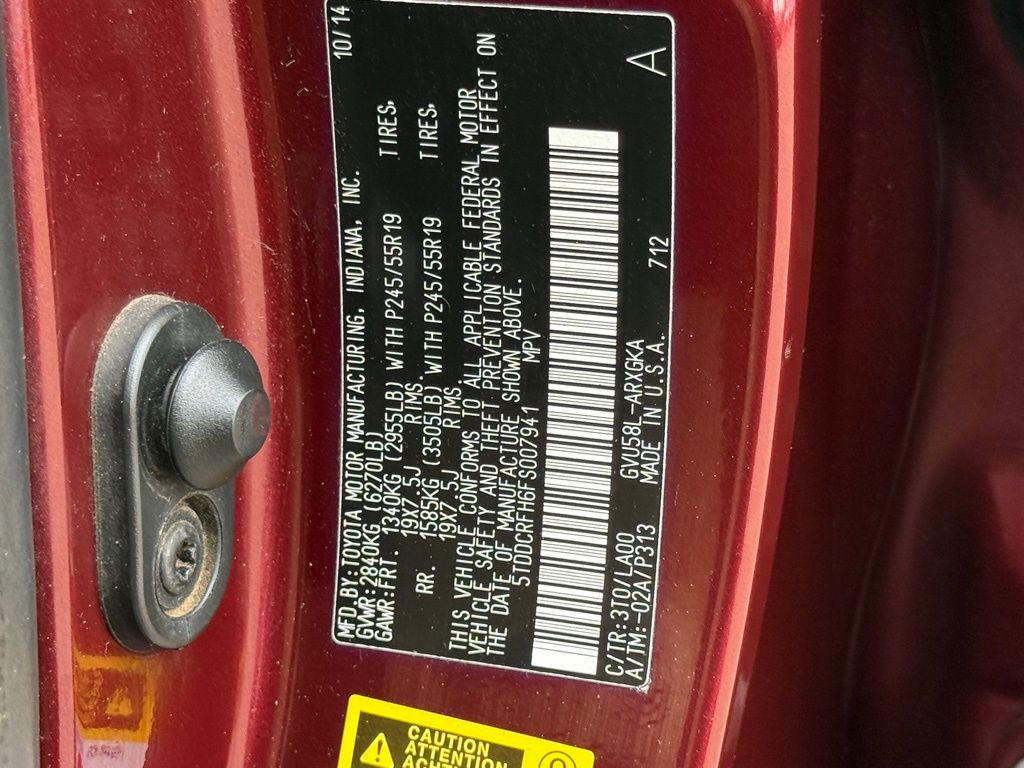 MFD BY:TOYOTA MOTOR MANUFACTURING, INDIANA, INC. 10/14
GVWR:2840KG (6270LB)
GAWR:FRT. 1340KG (2955LB) WITH P245/55R19 TIRES,
19X7.5J RIMS.
RR. 1585KG (3505LB) WITH P245/55R19 TIRES,
19X7.5J RIMS.
THIS VEHICLE CONFORMS TO ALL APPLICABLE FEDERAL MOTOR
VEHICLE SAFETY AND THEFT PREVENTION STANDARDS IN EFFECT ON
THE DATE OF MANUFACTURE SHOWN ABOVE.
5TDDCRFH6FS007941 MPV
C/TR:3T0/LA00 GVU58L-ARXGKA 712 A
A/TM:-02A/P313 MADE IN U.S.A.
CAUTION
ATTENTION